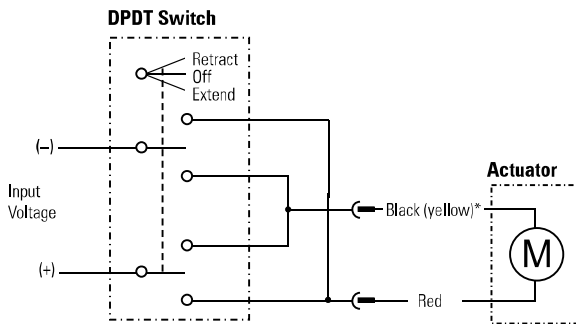 DPDT Switch
Retract
Off
Extend
(–)
Input
Voltage
(+)
Actuator
Black (yellow)*
M
Red